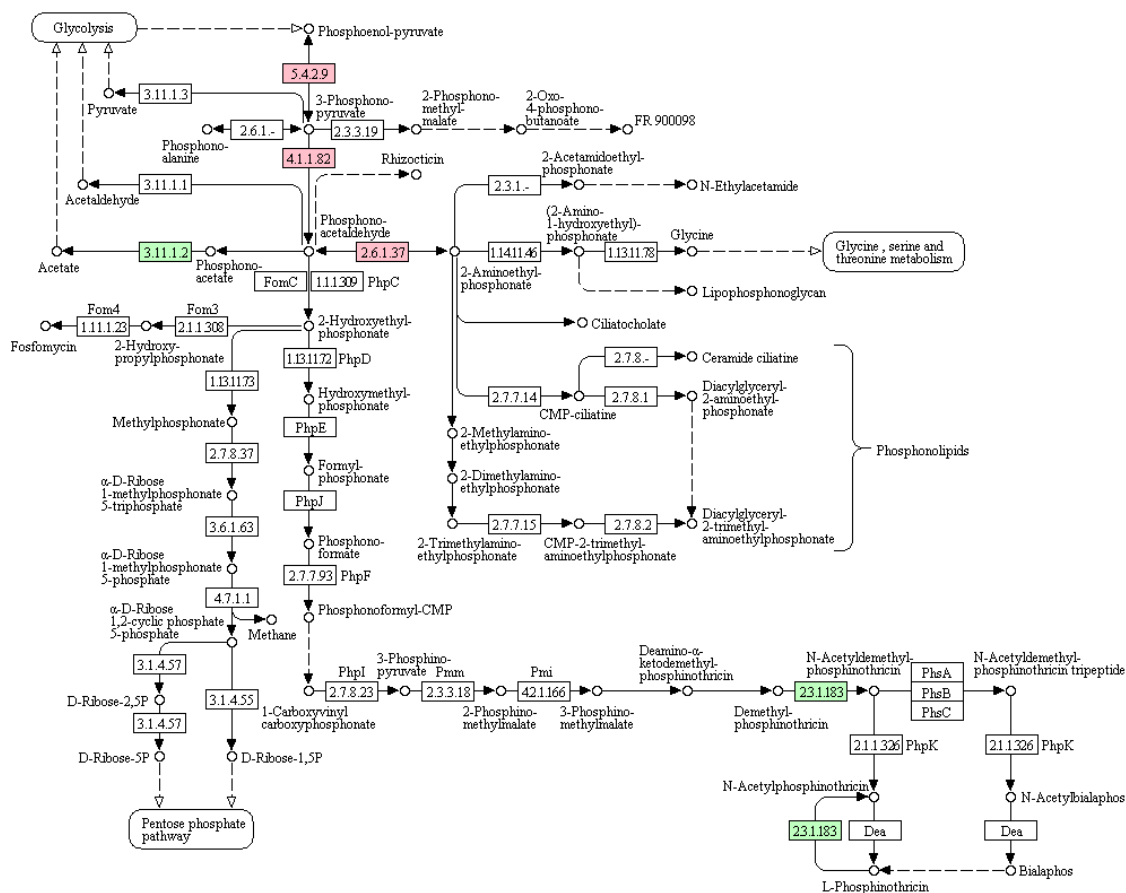 Glycolysis
Phosphoenol-pyruvate
5.4.2.9
3.11.1.3
Pyruvate
3-Phosphono-
pyruvate
2-Phosphono-
methyl-
malate
2-Oxo-
4-phosphono-
butanoate
2.6.1.-
2.3.3.19
FR 900098
Phosphono-
alanine
4.1.1.82
Rhizocticin
2-Acetamidoethyl-
phosphonate
3.11.1.1
2.3.1.-
Acetaldehyde
N-Ethylacetamide
Phosphono-
acetaldehyde
(2-Amino-
1-hydroxyethyl)-
phosphonate
Glycine
3.11.1.2
2.6.1.37
1.14.11.46
1.13.11.78
Glycine , serine and
threonine metabolism
Acetate
Phosphono-
acetate
2-Aminoethyl-
phosphonate
FomC
1.1.1.309
PhpC
Lipophosphonoglycan
Fom4
Fom3
1.11.1.23
2.1.1.308
2-Hydroxyethyl-
phosphonate
Ciliatocholate
Fosfomycin
2-Hydroxy-
propylphosphonate
1.13.11.72
PhpD
2.7.8.-
Ceramide ciliatine
1.13.11.73
Hydroxymethyl-
phosphonate
2.7.7.14
2.7.8.1
Diacylglyceryl-
2-aminoethyl-
phosphonate
CMP-ciliatine
Methylphosphonate
PhpE
2-Methylamino-
ethylphosphonate
Phosphonolipids
2.7.8.37
Formyl-
phosphonate
2-Dimethylamino-
ethylphosphonate
α-D-Ribose
1-methylphosphonate
5-triphosphate
PhpJ
2.7.7.15
2.7.8.2
Diacylglyceryl-
2-trimethyl-
aminoethylphosphonate
3.6.1.63
Phosphono-
formate
2-Trimethylamino-
ethylphosphonate
CMP-2-trimethyl-
aminoethylphosphonate
α-D-Ribose
1-methylphosphonate
5-phosphate
2.7.7.93
PhpF
4.7.1.1
α-D-Ribose
1,2-cyclic phosphate
5-phosphate
Methane
Phosphonoformyl-CMP
3.1.4.57
PhpI
3-Phosphino-
pyruvate
Pmm
Pmi
Deamino-α-
ketodemethyl-
phosphinothricin
N-Acetyldemethyl-
phosphinothricin
PhsA
PhsB
PhsC
N-Acetyldemethyl-
phosphinothricin tripeptide
2.7.8.23
2.3.3.18
4.2.1.166
2.3.1.183
D-Ribose-2,5P
3.1.4.55
1-Carboxyvinyl
carboxyphosphonate
2-Phosphino-
methylmalate
3-Phosphino-
methylmalate
Demethyl-
phosphinothricin
3.1.4.57
2.1.1.326
PhpK
2.1.1.326
PhpK
D-Ribose-5P
D-Ribose-1,5P
N-Acetylphosphinothricin
N-Acetylbialaphos
Pentose phosphate
pathway
2.3.1.183
Dea
Dea
L-Phosphinothricin
Bialaphos